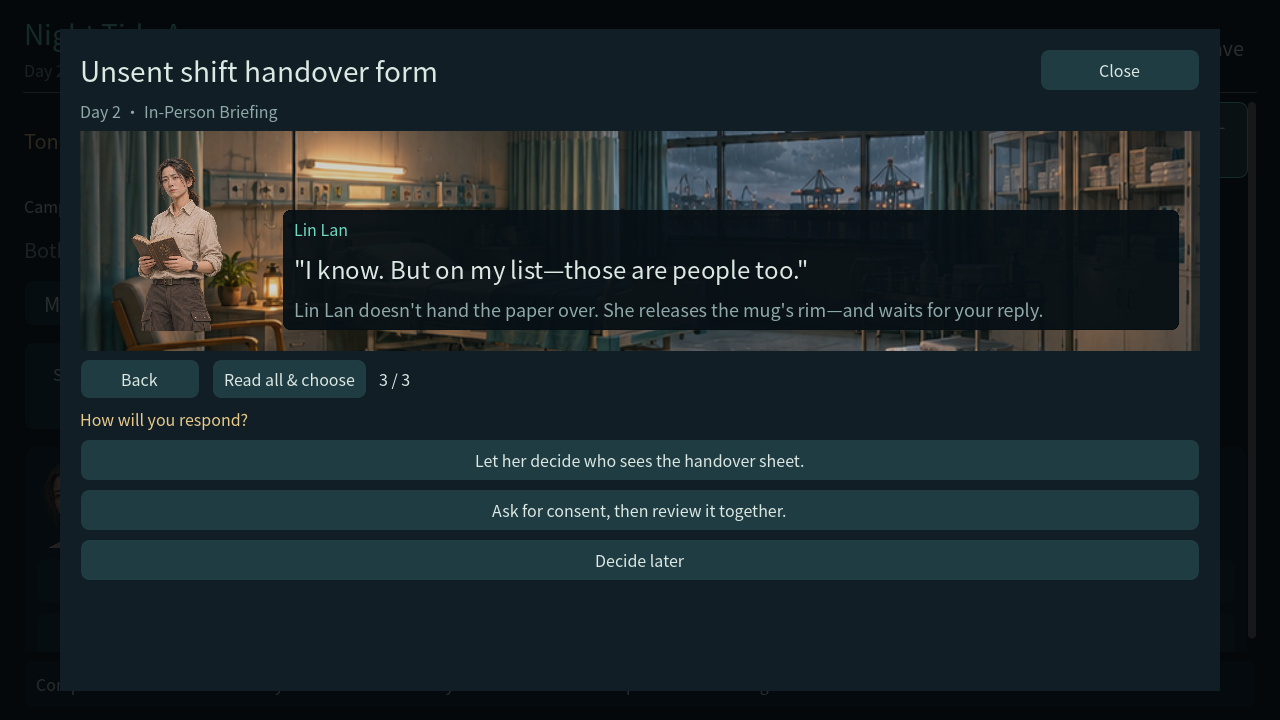 Unsent shift handover form
Close
Day 2 • In-Person Briefing
Lin Lan
"I know. But on my list—those are people too."
Lin Lan doesn't hand the paper over. She releases the mug's rim—and waits for your reply.
Back
Read all & choose
3 / 3
How will you respond?
Let her decide who sees the handover sheet.
Ask for consent, then review it together.
Decide later